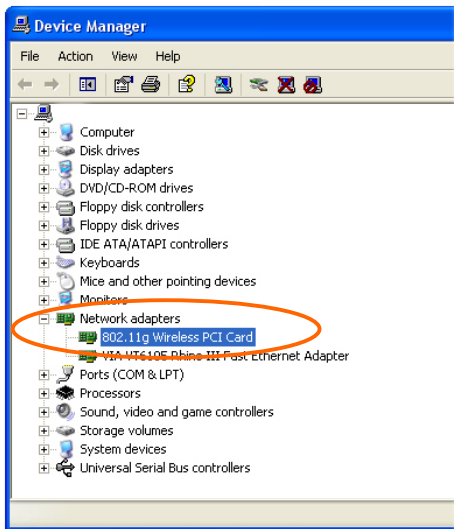 Device Manager
File Action View Help
Computer
Disk drives
Display adapters
DVD/CD-ROM drives
Floppy disk controllers
Floppy disk drives
IDE ATA/ATAPI controllers
Keyboards
Mice and other pointing devices
Monitors
Network adapters
802.11g Wireless PCI Card
VIA VT6105 Rhine III Fast Ethernet Adapter
Ports (COM & LPT)
Processors
Sound, video and game controllers
Storage volumes
System devices
Universal Serial Bus controllers